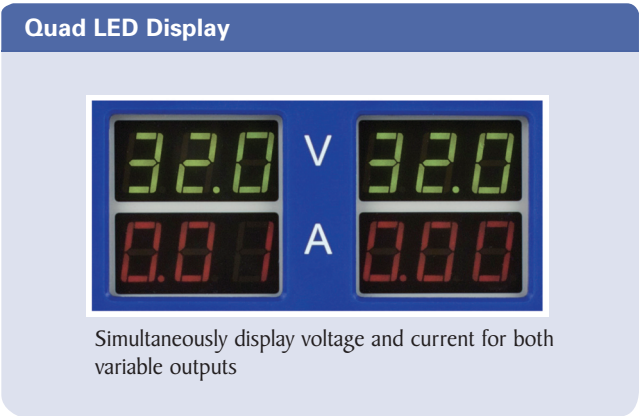 Quad LED Display
32.0 V 32.0
0.01 A 0.00
Simultaneously display voltage and current for both
variable outputs